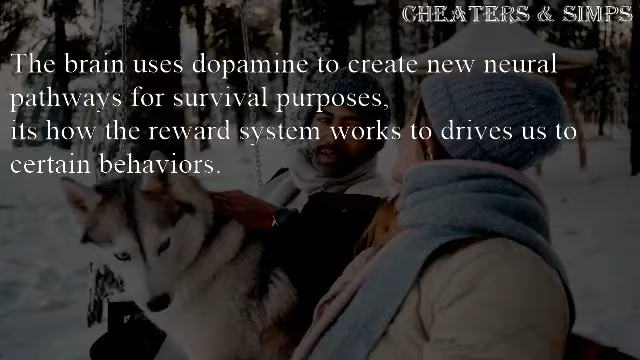 CHEATERS & SIMPS
The brain uses dopamine to create new neural
pathways for survival purposes,
its how the reward system works to drives us to
certain behaviors.